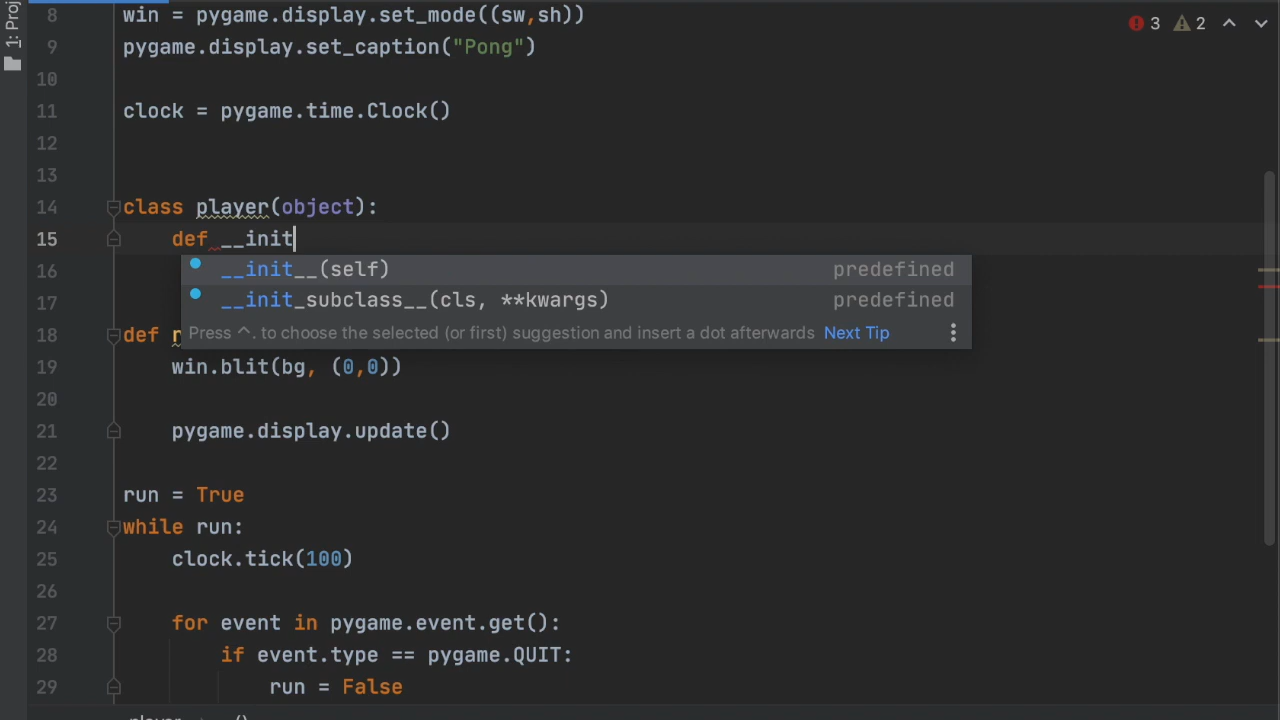 1: Proj
3 2
8 win = pygame.display.set_mode((sw,sh))
9 pygame.display.set_caption("Pong")
10
11 clock = pygame.time.Clock()
12
13
14 class player(object):
15 def __init
__init__(self) predefined
16
__init_subclass__(cls, **kwargs) predefined
17
Press ^. to choose the selected (or first) suggestion and insert a dot afterwards Next Tip
18 def
19 win.blit(bg, (0,0))
20
21 pygame.display.update()
22
23 run = True
24 while run:
25 clock.tick(100)
26
27 for event in pygame.event.get():
28 if event.type == pygame.QUIT:
29 run = False